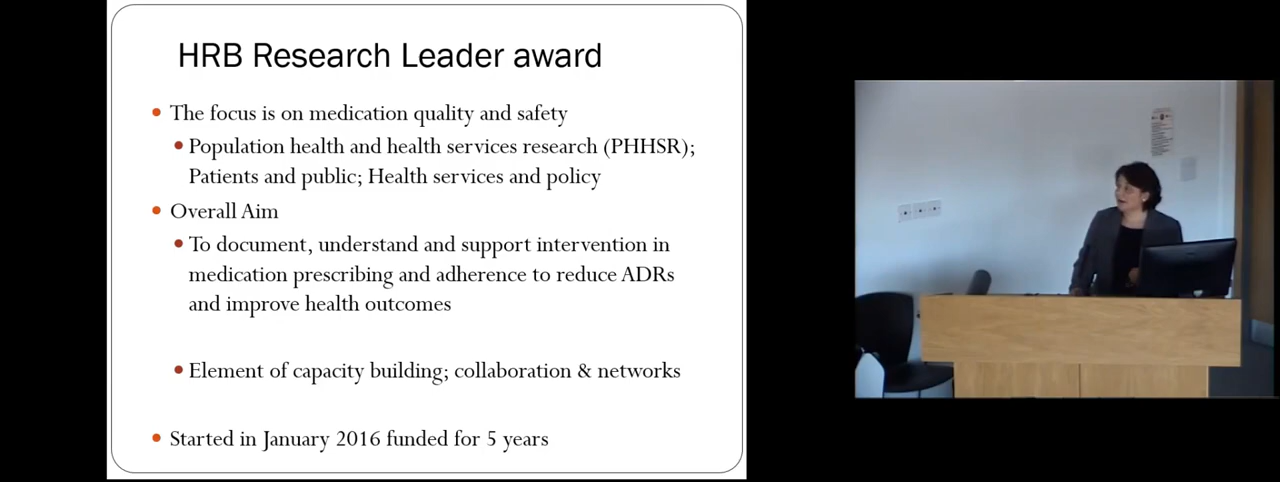 HRB Research Leader award
• The focus is on medication quality and safety
• Population health and health services research (PHHSR);
Patients and public; Health services and policy
• Overall Aim
• To document, understand and support intervention in
medication prescribing and adherence to reduce ADRs
and improve health outcomes
• Element of capacity building; collaboration & networks
• Started in January 2016 funded for 5 years